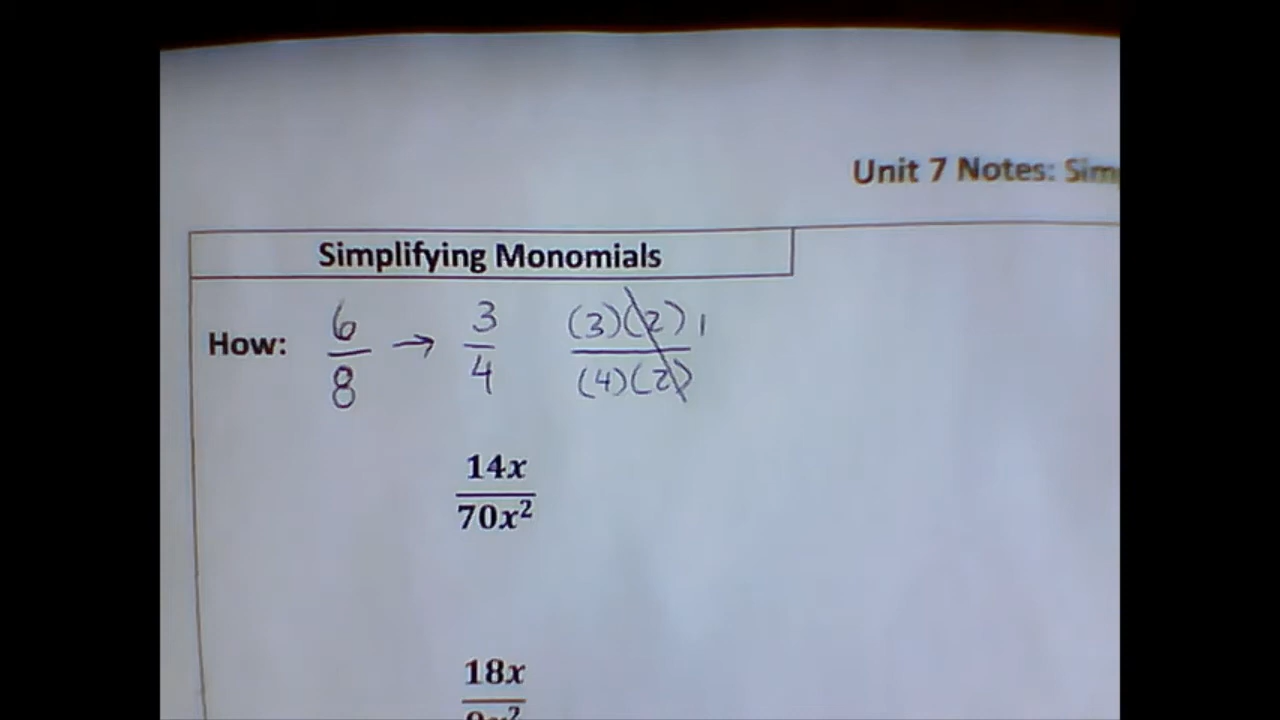 Unit 7 Notes: Sim
Simplifying Monomials
How: 6/8 → 3/4 (3)(2)/(4)(2) 1
14x
70x²
18x